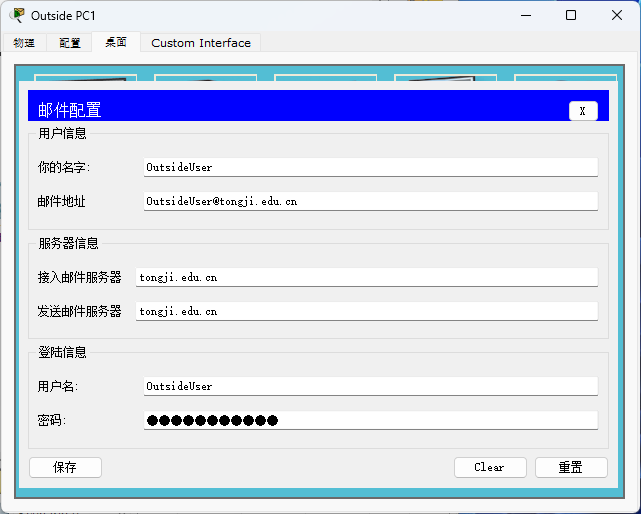 Outside PC1
物理 配置 桌面 Custom Interface
邮件配置 X
用户信息
你的名字: OutsideUser
邮件地址 OutsideUser@tongji.edu.cn
服务器信息
接入邮件服务器 tongji.edu.cn
发送邮件服务器 tongji.edu.cn
登陆信息
用户名: OutsideUser
密码: ●●●●●●●●●●●
保存 Clear 重置